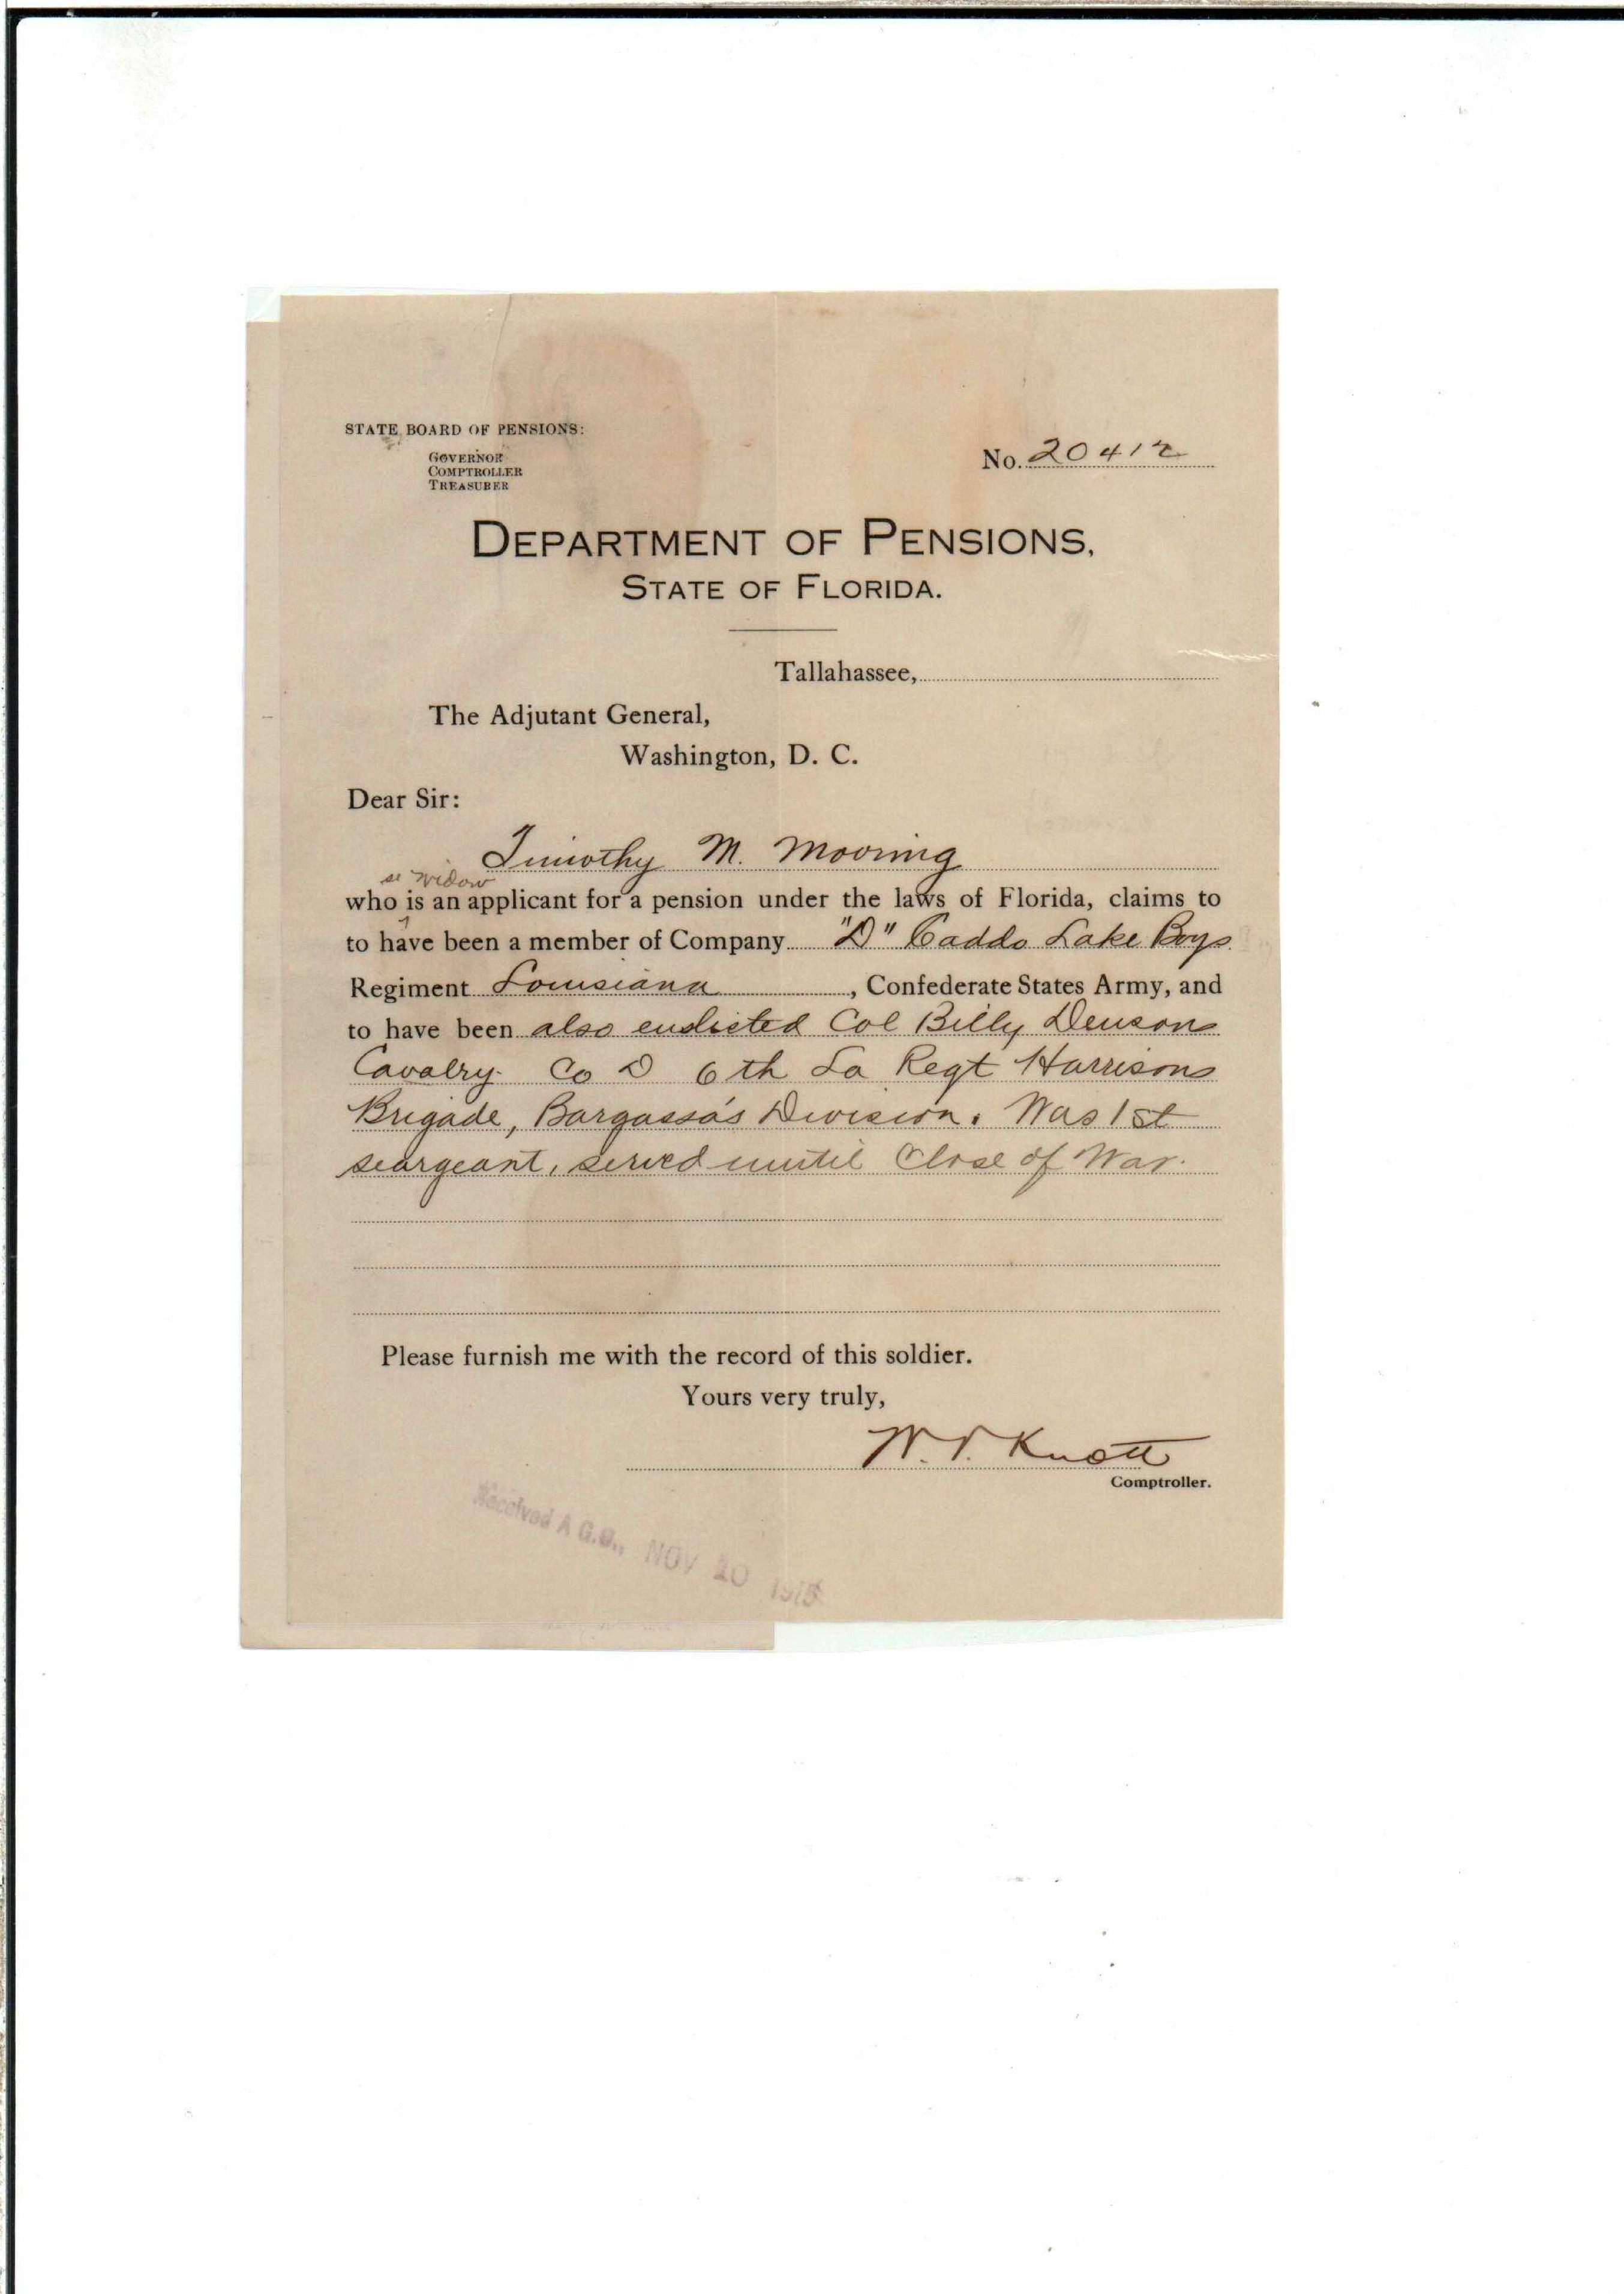 STATE BOARD OF PENSIONS:
GOVERNOR
COMPTROLLER
TREASURER
No. 20412
DEPARTMENT OF PENSIONS,
STATE OF FLORIDA.
Tallahassee,
The Adjutant General,
Washington, D. C.
Dear Sir:
Timothy M. Mooring
se widow
who is an applicant for a pension under the laws of Florida, claims to
to have been a member of Company "D" Caddo Lake Boys
Regiment Louisiana, Confederate States Army, and
to have been also enlisted Col Billy Densons
Cavalry. Co D 6th La Regt Harrisons
Brigade, Bargassa's Division. Was 1st
seargeant, served until Close of War.
Please furnish me with the record of this soldier.
Yours very truly,
W. V. Knott
Comptroller.
Received A.G.O., NOV 20 1915